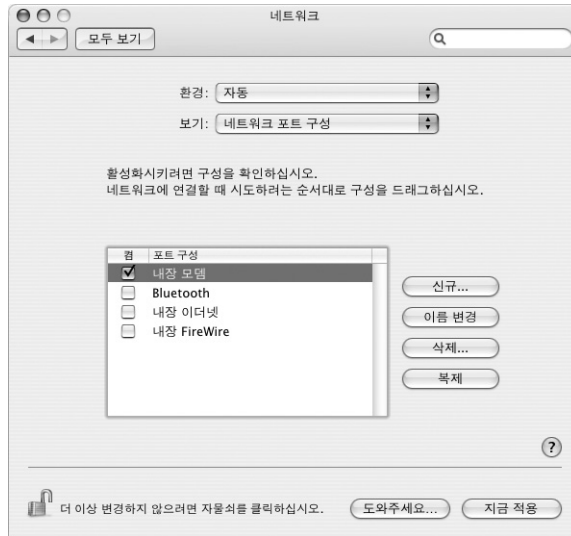 네트워크
모두 보기
환경: 자동
보기: 네트워크 포트 구성
활성화시키려면 구성을 확인하십시오.
네트워크에 연결할 때 시도하려는 순서대로 구성을 드래그하십시오.
켬 포트 구성
내장 모뎀
Bluetooth
내장 이더넷
내장 FireWire
신규...
이름 변경
삭제...
복제
?
더 이상 변경하지 않으려면 자물쇠를 클릭하십시오.
도와주세요...
지금 적용